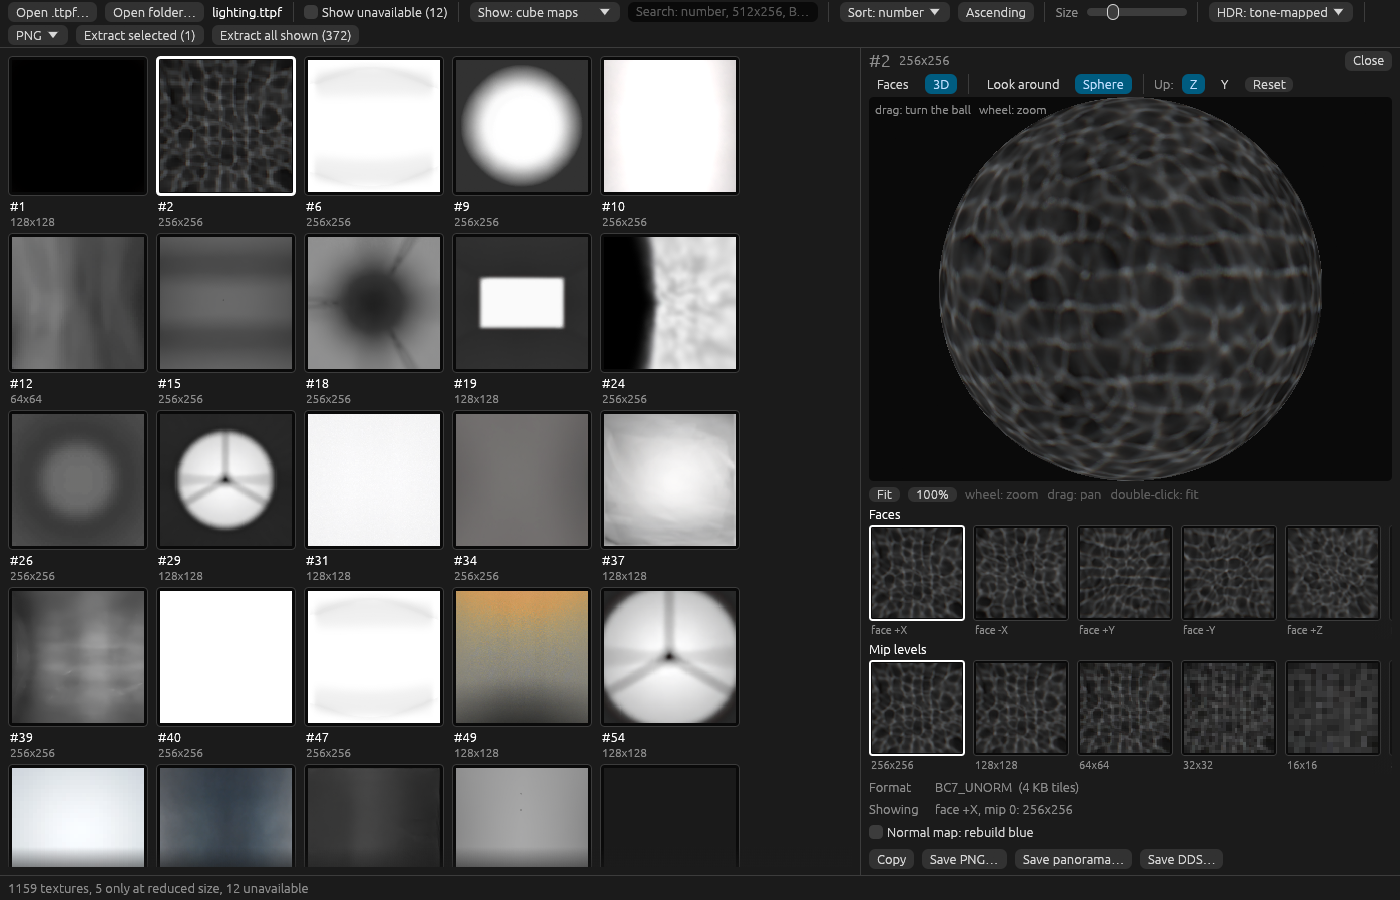 Open .ttpf... Open folder... lighting.ttpf Show unavailable (12) Show: cube maps Search: number, 512x256, B... Sort: number Ascending Size HDR: tone-mapped
PNG Extract selected (1) Extract all shown (372)
#1
128x128
#2
256x256
#6
256x256
#9
256x256
#10
256x256
#12
64x64
#15
256x256
#18
256x256
#19
128x128
#24
256x256
#26
256x256
#29
128x128
#31
128x128
#34
256x256
#37
128x128
#39
256x256
#40
256x256
#47
256x256
#49
128x128
#54
128x128
#2 256x256 Close
Faces 3D Look around Sphere Up: Z Y Reset
drag: turn the ball wheel: zoom
Fit 100% wheel: zoom drag: pan double-click: fit
Faces
face +X face -X face +Y face -Y face +Z
Mip levels
256x256 128x128 64x64 32x32 16x16
Format BC7_UNORM (4 KB tiles)
Showing face +X, mip 0: 256x256
Normal map: rebuild blue
Copy Save PNG... Save panorama... Save DDS...
1159 textures, 5 only at reduced size, 12 unavailable